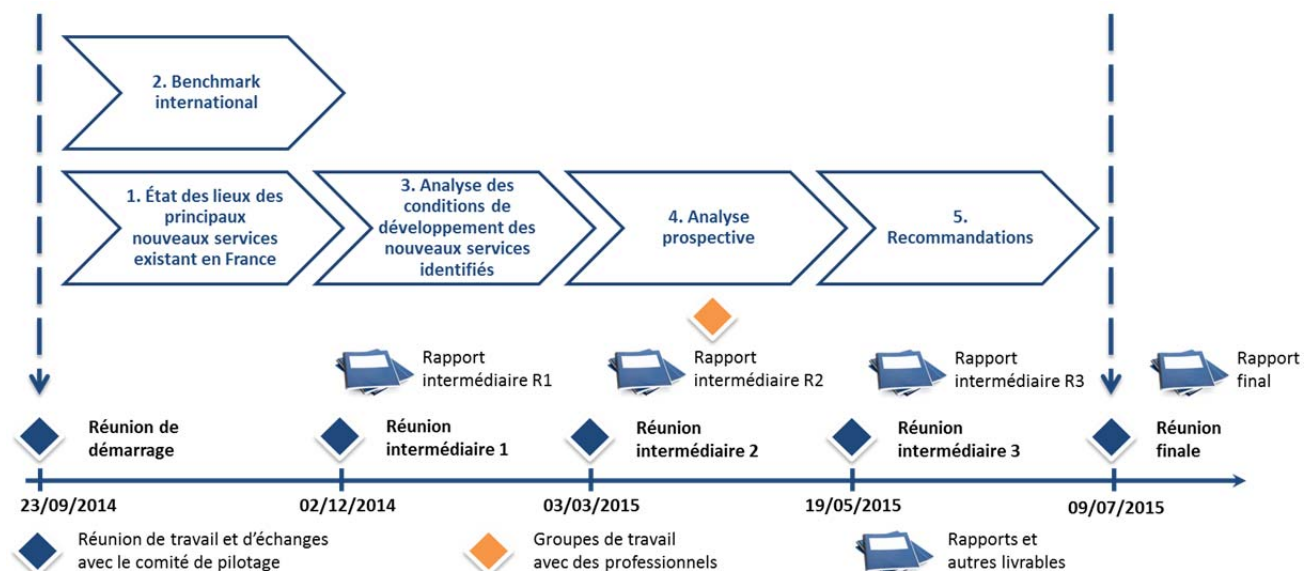 2. Benchmark
international
1. État des lieux des
principaux
nouveaux services
existant en France
3. Analyse des
conditions de
développement des
nouveaux services
identifiés
4. Analyse
prospective
5.
Recommandations
Rapport
intermédiaire R1
Rapport
intermédiaire R2
Rapport
intermédiaire R3
Rapport
final
Réunion de
démarrage
Réunion
intermédiaire 1
Réunion
intermédiaire 2
Réunion
intermédiaire 3
Réunion
finale
23/09/2014
02/12/2014
03/03/2015
19/05/2015
09/07/2015
Réunion de travail et d'échanges
avec le comité de pilotage
Groupes de travail
avec des professionnels
Rapports et
autres livrables